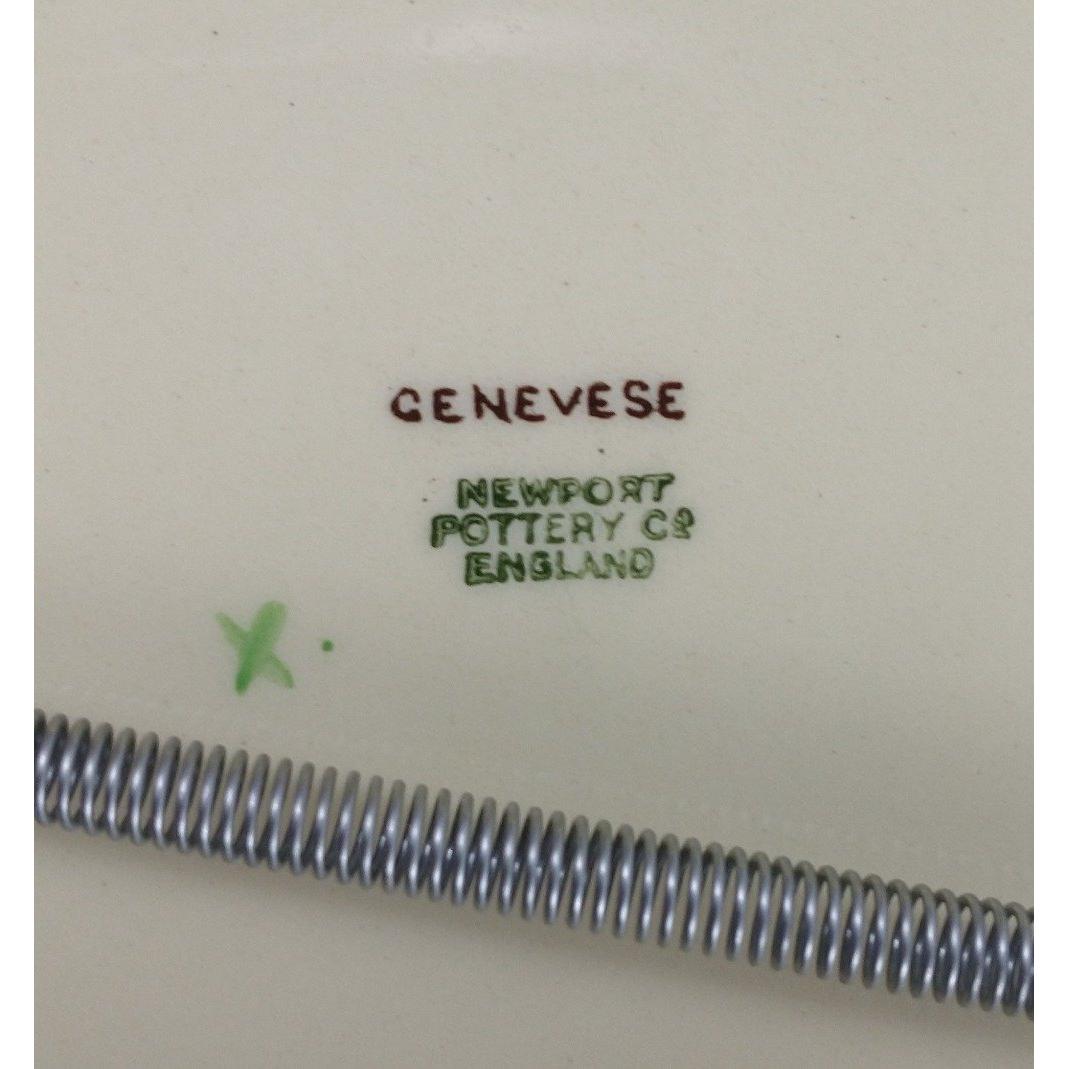 GENEVESE
NEWPORT
POTTERY Cº
ENGLAND
X .